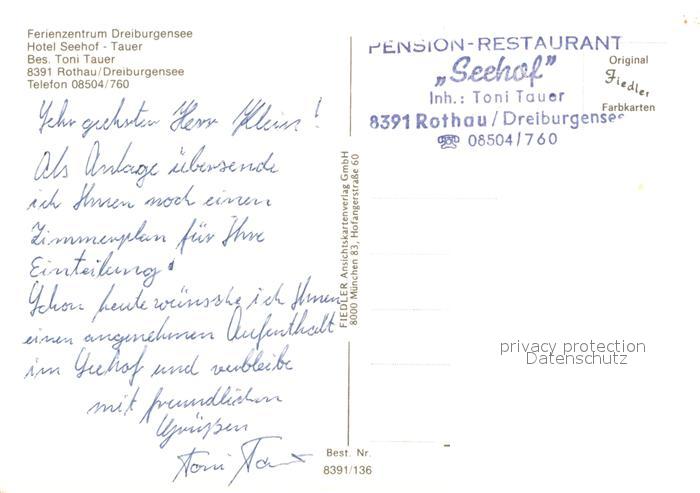 Ferienzentrum Dreiburgensee
Hotel Seehof - Tauer
Bes. Toni Tauer
8391 Rothau/Dreiburgensee
Telefon 08504/760
Sehr geehrter Herr Klein!
Als Anlage übersende
ich Ihnen noch einen
Zimmerplan für Ihre
Einteilung!
Schon heute wünsche ich Ihnen
einen angenehmen Aufenthalt
im Seehof und verbleibe
mit freundlichen
Grüßen
Toni
FIEDLER Ansichtskartenverlag GmbH
8000 München 83, Hofangerstraße 60
Best. Nr.
8391/136
PENSION-RESTAURANT
„Seehof"
Inh.: Toni Tauer
8391 Rothau/Dreiburgensee
☎ 08504/760
Original
Fiedler
Farbkarten
privacy protection
Datenschutz